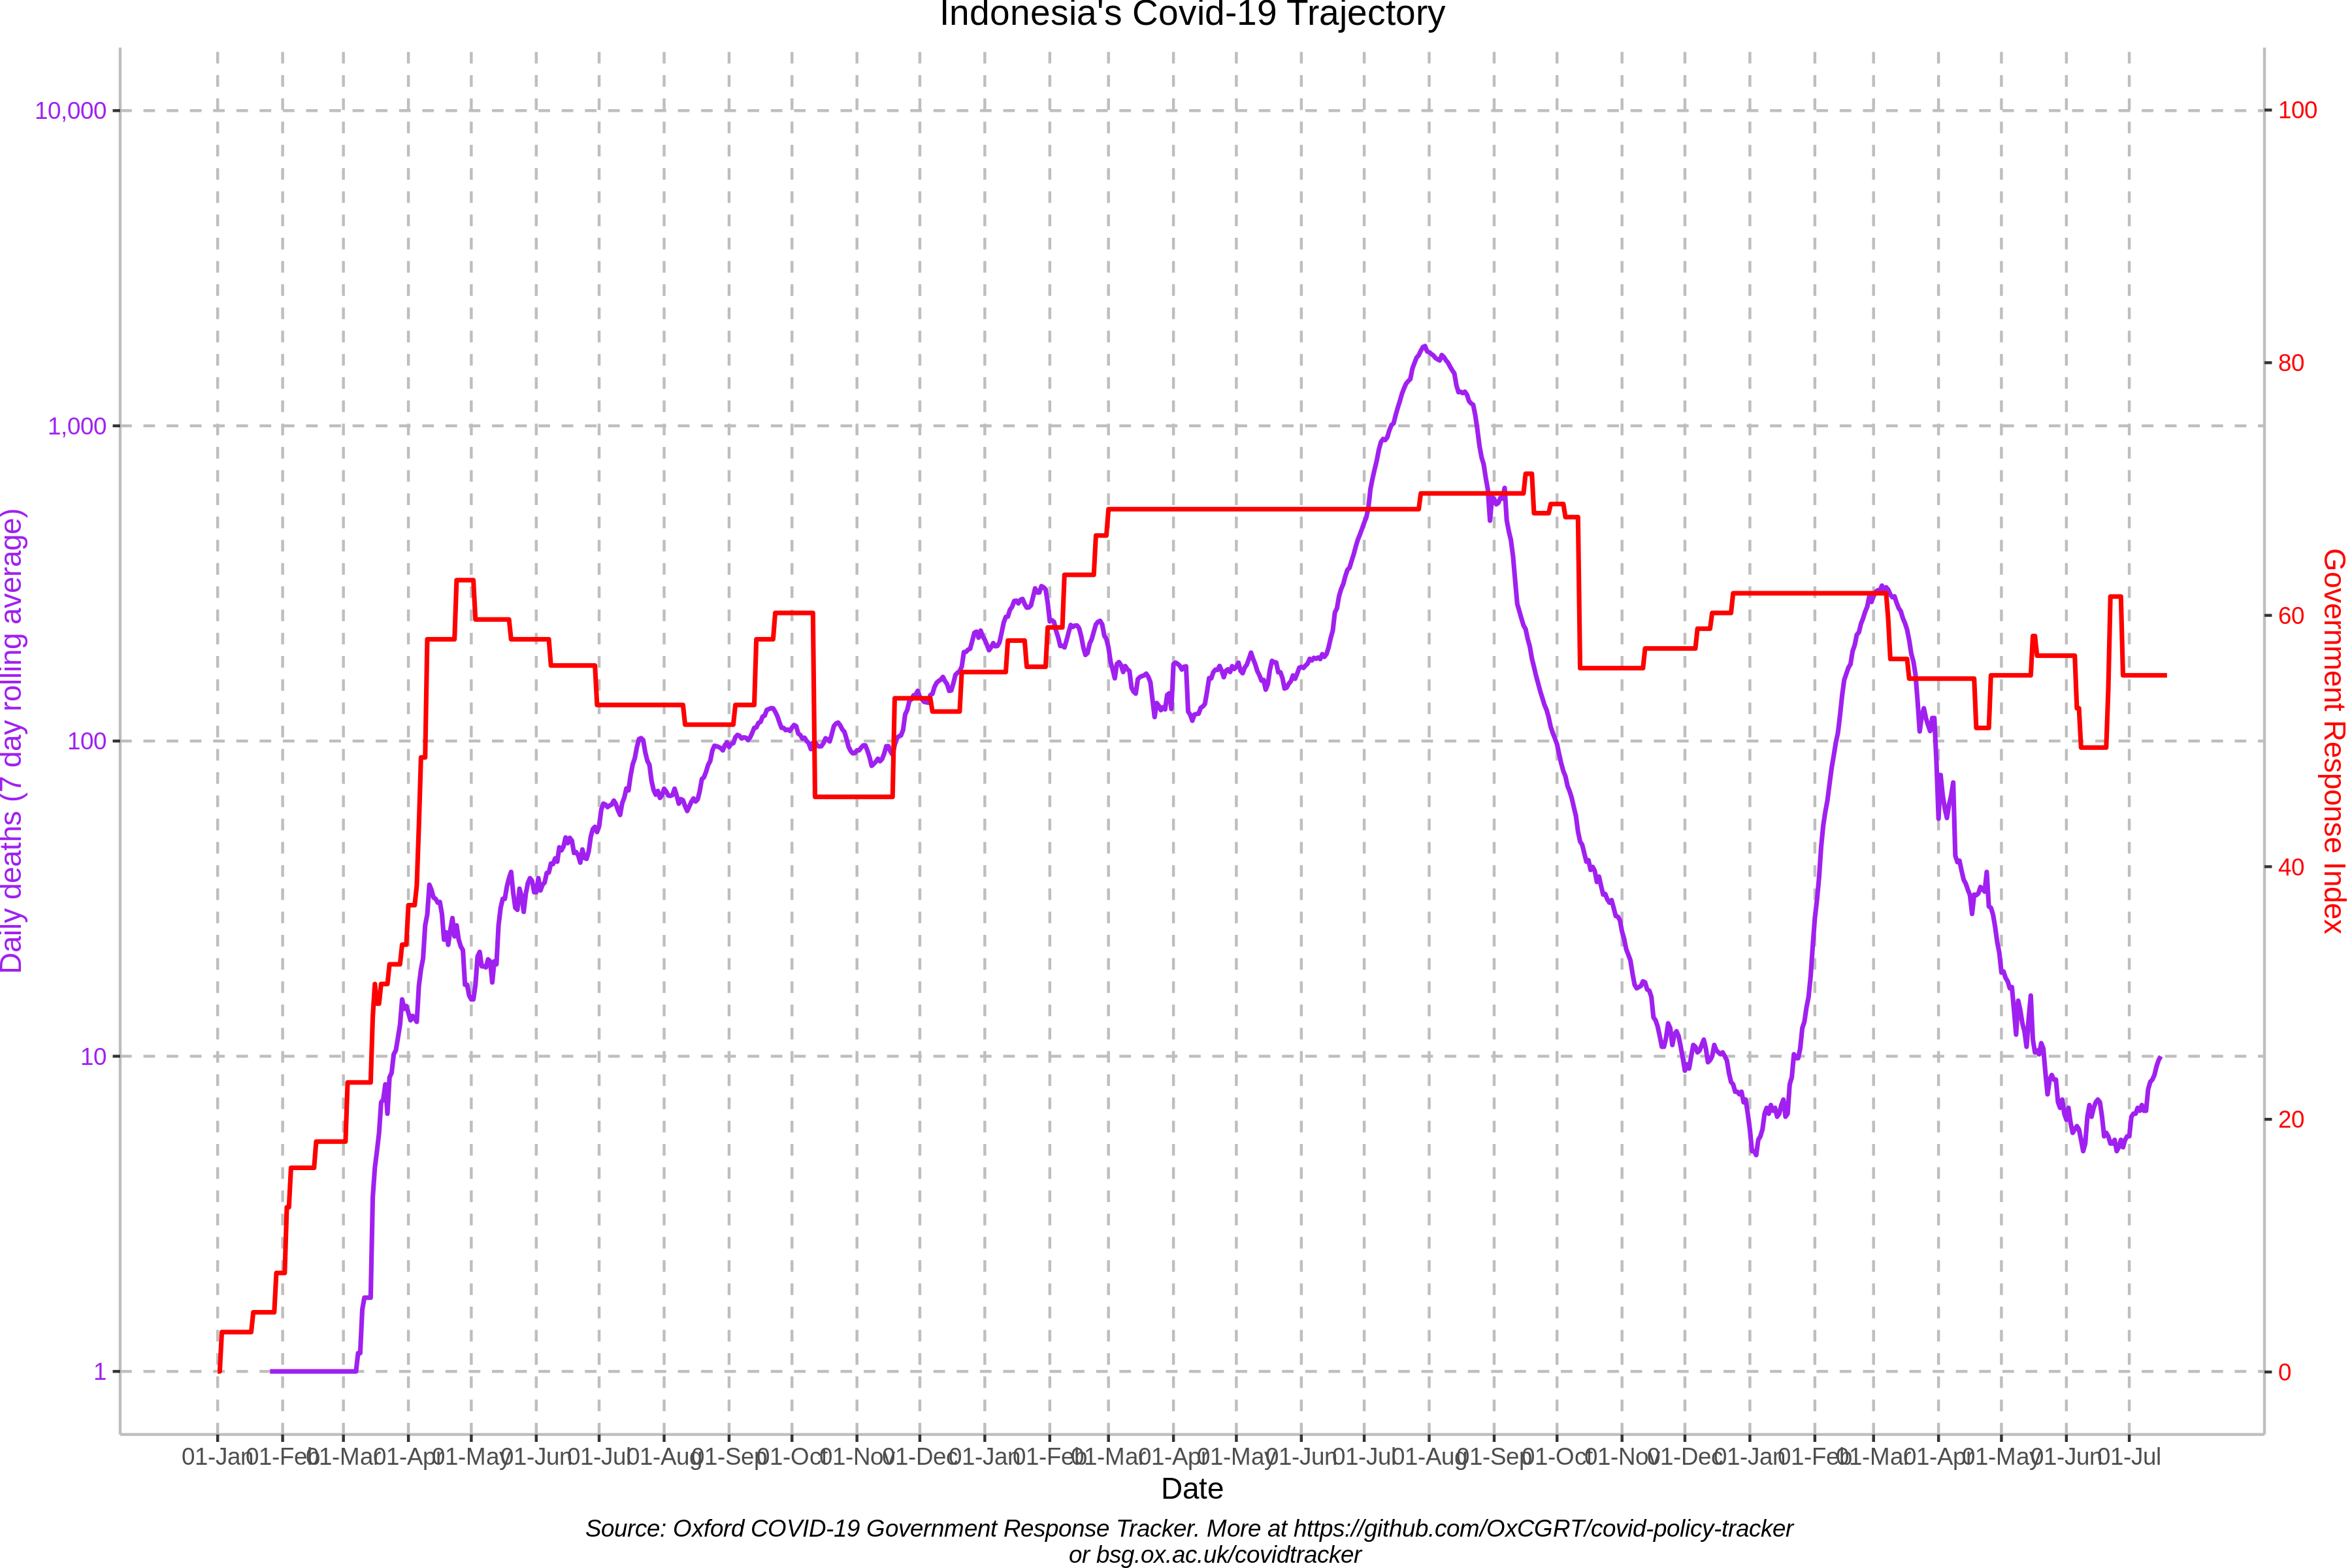 Indonesia's Covid-19 Trajectory
10,000
1,000
100
10
1
Daily deaths (7 day rolling average)
100
80
60
40
20
0
Government Response Index
01-Jan 01-Feb 01-Mar 01-Apr 01-May 01-Jun 01-Jul 01-Aug 01-Sep 01-Oct 01-Nov 01-Dec 01-Jan 01-Feb 01-Mar 01-Apr 01-May 01-Jun 01-Jul 01-Aug 01-Sep 01-Oct 01-Nov 01-Dec 01-Jan 01-Feb 01-Mar 01-Apr 01-May 01-Jun 01-Jul
Date
Source: Oxford COVID-19 Government Response Tracker. More at https://github.com/OxCGRT/covid-policy-tracker
or bsg.ox.ac.uk/covidtracker